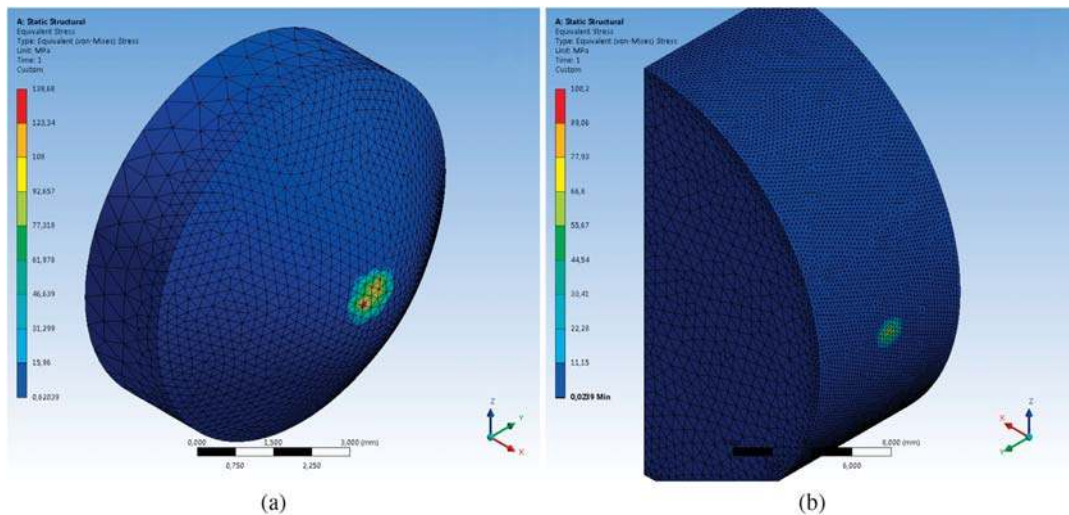 A: Static Structural
Equivalent Stress
Type: Equivalent (von-Mises) Stress
Unit: MPa
Time: 1
Custom
138,68
123,34
108
92,657
77,318
61,978
46,639
31,299
15,96
0,62039
0,000
1,500
3,000 (mm)
0,750
2,250
Z
Y
X
(a)
A: Static Structural
Equivalent Stress
Type: Equivalent (von-Mises) Stress
Unit: MPa
Time: 1
Custom
100,2
89,06
77,93
66,8
55,67
44,54
33,41
22,28
11,15
0,0239 Min
8,000 (mm)
6,000
Z
X
Y
(b)